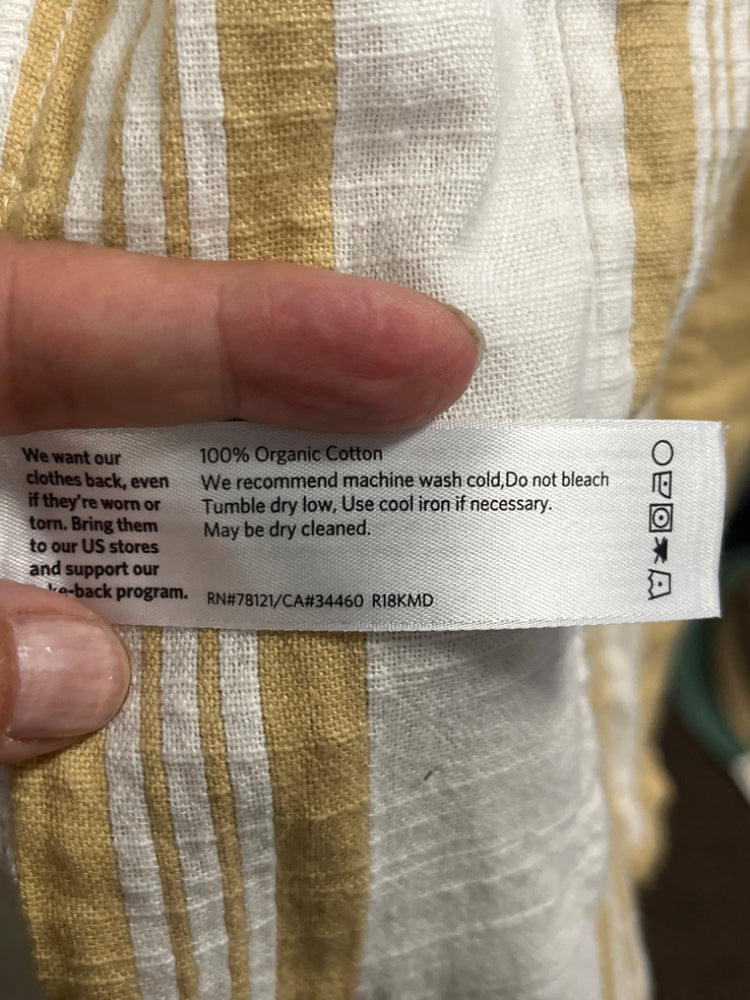 We want our
clothes back, even
if they're worn or
torn. Bring them
to our US stores
and support our
back program.
100% Organic Cotton
We recommend machine wash cold,Do not bleach
Tumble dry low, Use cool iron if necessary.
May be dry cleaned.
RN#78121/CA#34460 R18KMD